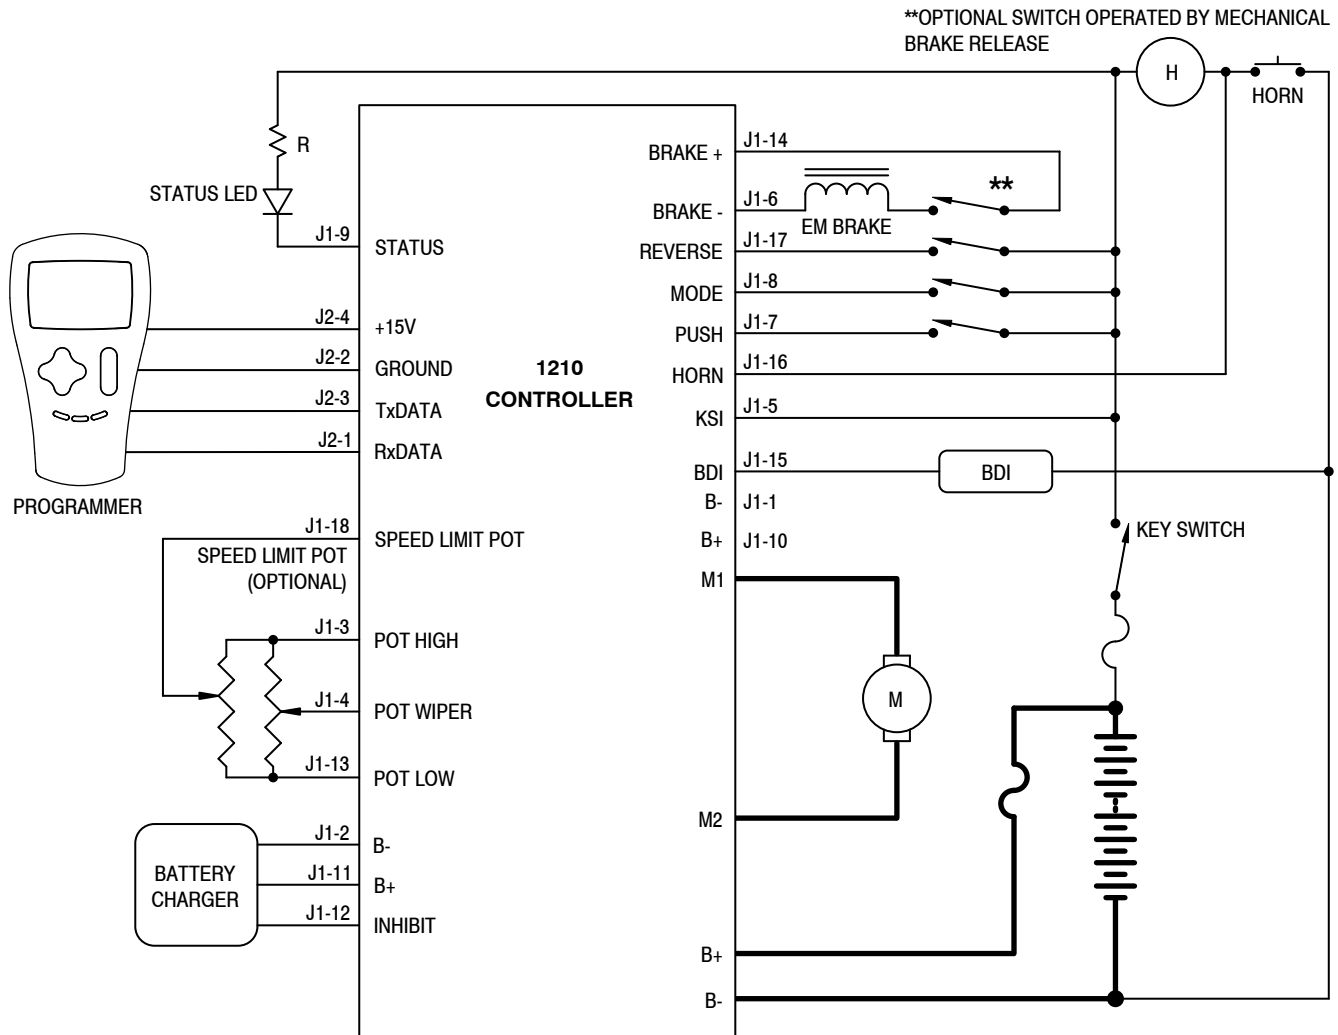 **OPTIONAL SWITCH OPERATED BY MECHANICAL
BRAKE RELEASE
H
HORN
R
STATUS LED
J1-9
STATUS
J2-4
+15V
J2-2
GROUND
J2-3
TxDATA
J2-1
RxDATA
PROGRAMMER
J1-18
SPEED LIMIT POT
SPEED LIMIT POT
(OPTIONAL)
J1-3
POT HIGH
J1-4
POT WIPER
J1-13
POT LOW
BATTERY
CHARGER
J1-2
B-
J1-11
B+
J1-12
INHIBIT
1210
CONTROLLER
BRAKE +
J1-14
BRAKE -
J1-6
EM BRAKE
**
REVERSE
J1-17
MODE
J1-8
PUSH
J1-7
HORN
J1-16
KSI
J1-5
BDI
J1-15
BDI
B-
J1-1
B+
J1-10
KEY SWITCH
M1
M
M2
B+
B-